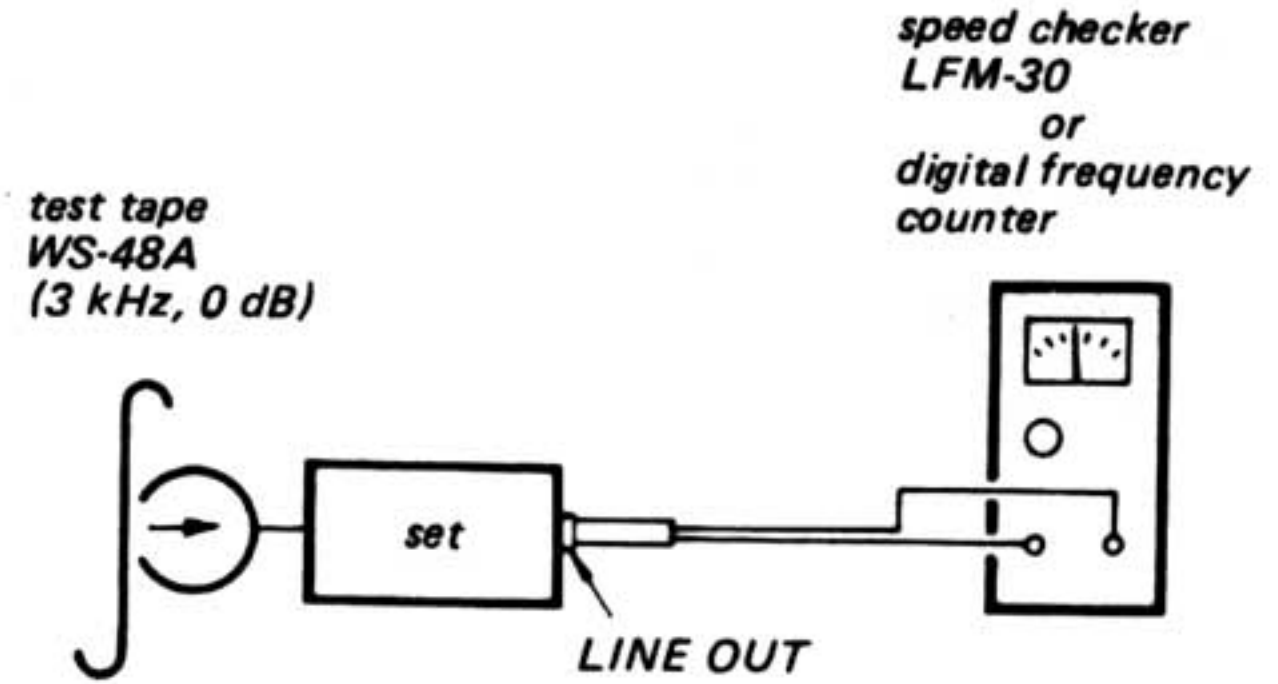 speed checker
LFM-30
or
digital frequency
counter
test tape
WS-48A
(3 kHz, 0 dB)
set
LINE OUT